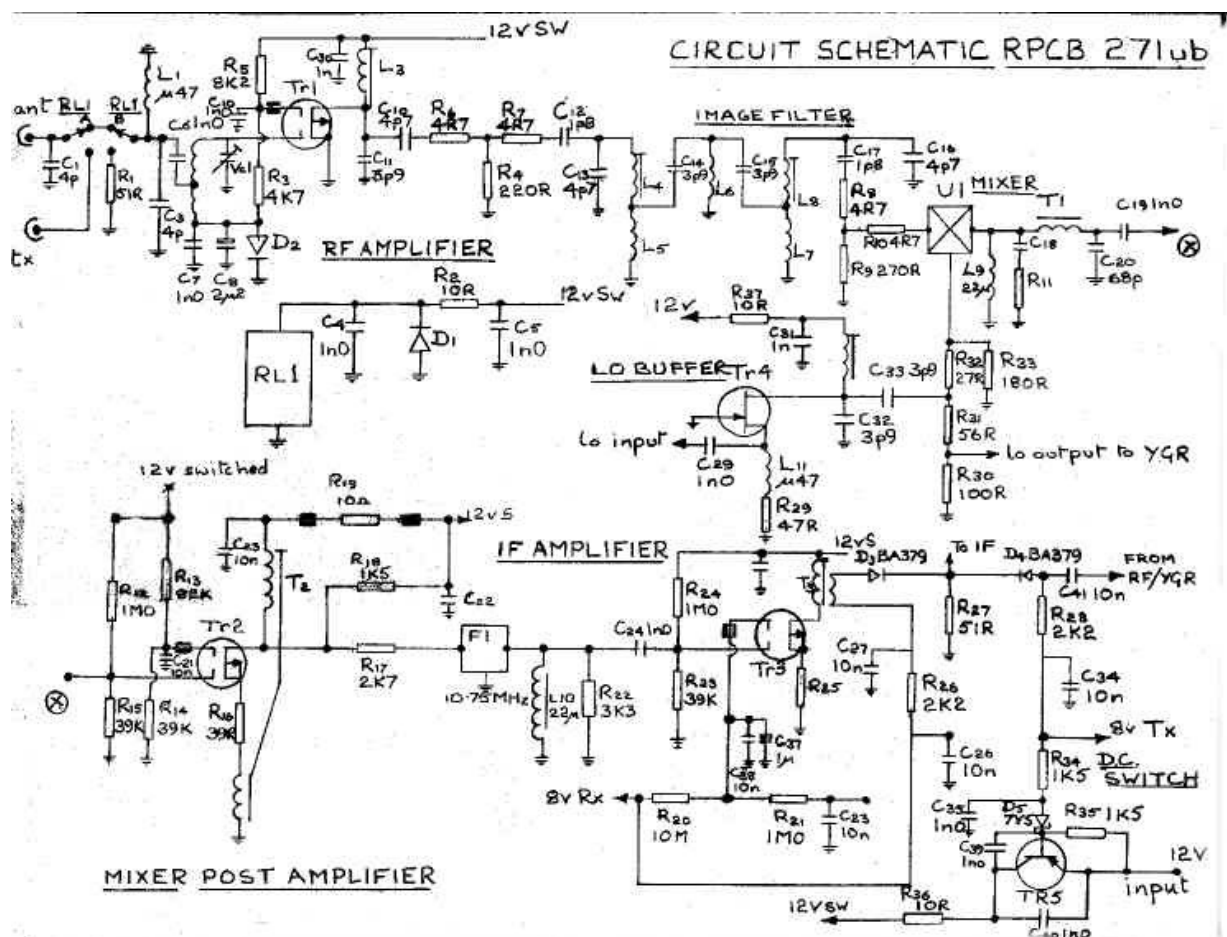 CIRCUIT SCHEMATIC RPCB 271ub
12v SW
C30
1n
L3
R5
8K2
Tr1
L1
μ47
ant
RL1
A
RL1
B
C10
1n0
C6 1n0
C1
4p
R1
51R
C3
4p
Vc1
R3
4K7
D2
C7
1n0
C8
2μ2
tx
C10
4p7
R6
4R7
R7
4R7
C12
1p8
C11
R4
220R
C13
4p7
RF AMPLIFIER
IMAGE FILTER
L4
L5
C14
3p9
L6
C15
3p9
L8
L7
C17
1p8
C16
4p7
R8
4R7
R10 4R7
R9 270R
U1 MIXER
T1
C19 1n0
C18
R11
L9
22μ
C20
68p
X
RL1
C4
1n0
D1
R2
10R
12v SW
C5
1n0
12v
R37
10R
C31
1n
LO BUFFER
Tr4
C33 3p9
C32
3p9
R32
27R
R33
180R
R31
56R
lo output to YGR
R30
100R
lo input
C29
1n0
L11
μ47
R29
47R
12v switched
R19
10Ω
12vS
C23
10n
T2
R18
1K5
C22
R12
1M0
R13
82K
Tr2
C21
10n
X
R15
39K
R14
39K
R16
39R
R17
2K7
F1
10.75MHz
L10
22μ
R22
3K3
MIXER POST AMPLIFIER
IF AMPLIFIER
12vS
R24
1M0
C24 1n0
R23
39K
Tr3
R25
D3 BA379
TO IF
D4 BA379
FROM
RF/YGR
C41 10n
R27
51R
R28
2K2
C27
10n
R26
2K2
C34
10n
8v Tx
C37
1μ
10n
C26
10n
R34
1K5
D.C.
SWITCH
8v Rx
R20
10M
R21
1M0
C23
10n
C35
1n0
D5
7V5
R35 1K5
C39
1n0
TR5
12V
input
12V SW
R36
10R